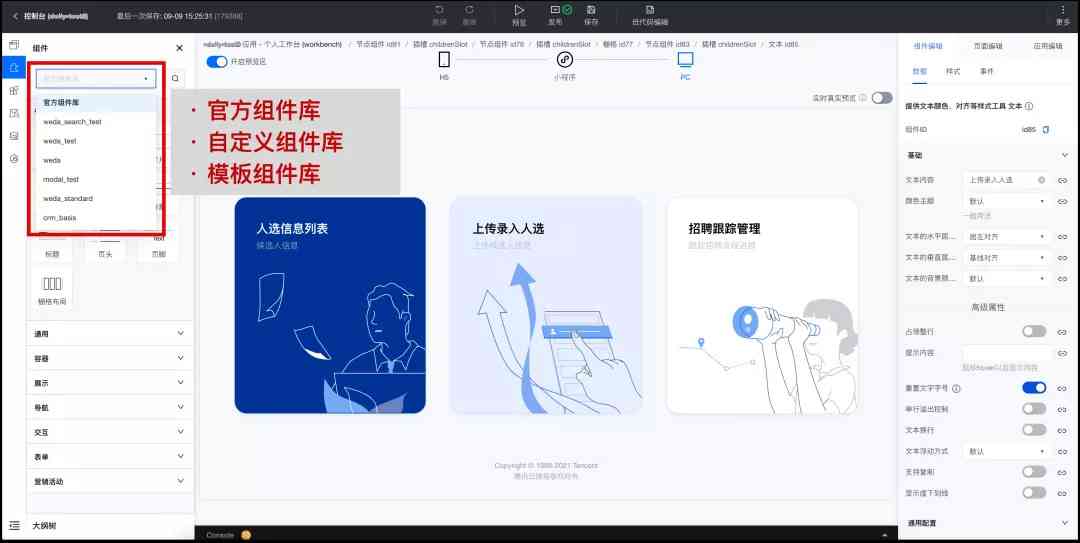 控制台
最后一次保存: 09-09 15:25:31 [179388]
预览
发布
保存
低代码编辑
更多
组件
应用 - 个人工作台 (workbench) / 节点组件 id81 / 插槽 childrenSlot / 节点组件 id76 / 插槽 childrenSlot / 栅格 id77 / 节点组件 id83 / 插槽 childrenSlot / 文本 id85
开启预览区
H5
小程序
PC
实时真实预览
官方组件库
weda_search_test
weda_test
weda
modal_test
weda_standard
crm_basis
· 官方组件库
· 自定义组件库
· 模板组件库
标题
页头
页脚
栅格布局
通用
容器
展示
导航
交互
表单
营销活动
大纲树
人选信息列表
候选人信息
上传录入人选
上传候选人信息
招聘跟踪管理
跟踪招聘流程进度
Copyright © 1998-2021 Tencent
腾讯云微搭版权所有
Console
组件编辑
页面编辑
应用编辑
数据
样式
事件
提供文本颜色、对齐等样式工具 文本
组件ID
id85
基础
文本内容
上传录入人选
颜色主题
默认
一般用法
文本的水平居...
居左对齐
文本的垂直居...
基线对齐
文本的背景颜...
默认
高级属性
占领整行
提示内容
鼠标hover以后提示内容
重置文字字号
单行溢出控制
文本换行
文本浮动方式
默认
支持复制
显示虚下划线
通用配置